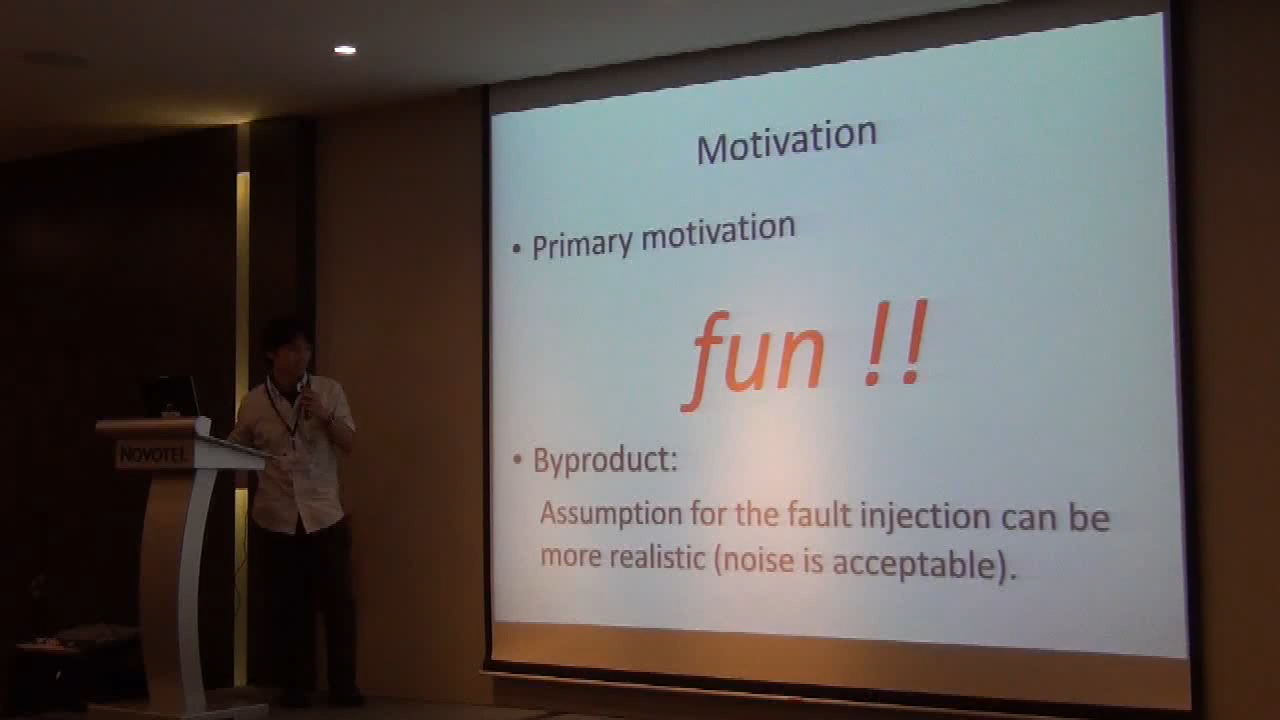 Motivation
• Primary motivation
fun !!
• Byproduct:
Assumption for the fault injection can be
more realistic (noise is acceptable).
NOVOTEL